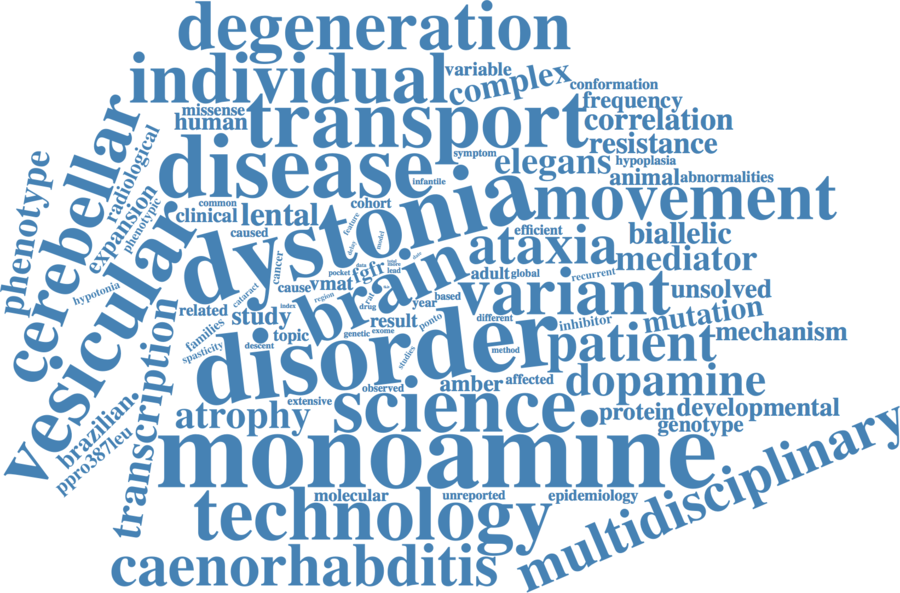 degeneration
individual
variable
complex
conformation
missense
human
transport
frequency
correlation
resistance
disease
symptom
elegans
hypoplasia
infantile
animal
abnormalities
cerebellar
radiological
phenotype
expansion
phenotypic
common
clinical
lental
cohort
dystonia
movement
caused
feature
model
efficient
biallelic
vesicular
ataxia
mediator
hypotonia
cataract
cancer
cause
vmat
pocket
data
fgfr
lead
brain
adult
global
recurrent
variant
unsolved
related
study
index
region
drug
year
based
families
topic
result
ponto
different
inhibitor
mutation
mechanism
spasticity
descent
genetic
exome
studies
method
disorder
patient
transcription
observed
amber
affected
dopamine
brazilian
ppro387leu
atrophy
extensive
science
protein
developmental
genotype
monoamine
molecular
unreported
epidemiology
technology
multidisciplinary
caenorhabditis